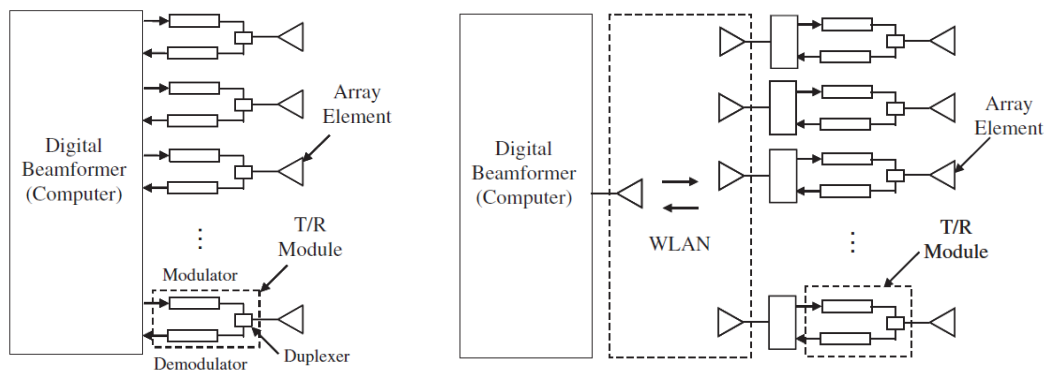 Array
Element
Digital
Beamformer
(Computer)
⋮
T/R
Module
Modulator
Demodulator
Duplexer
Digital
Beamformer
(Computer)
WLAN
Array
Element
T/R
Module
⋮